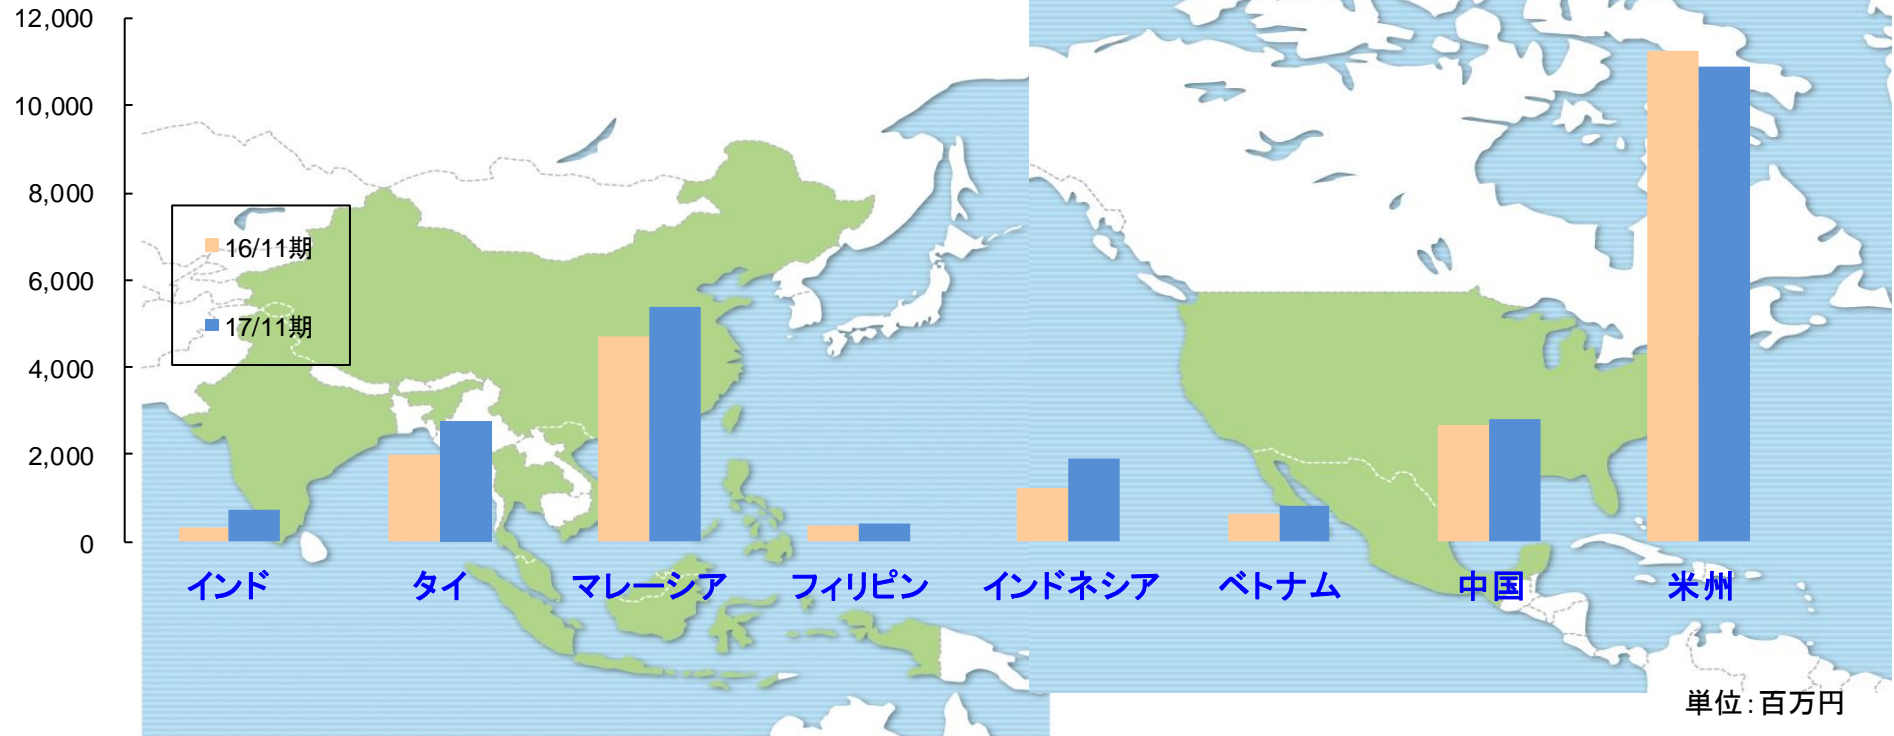 12,000
10,000
8,000
6,000
4,000
2,000
0
16/11期
17/11期
インド タイ マレーシア フィリピン インドネシア ベトナム 中国 米州
単位：百万円